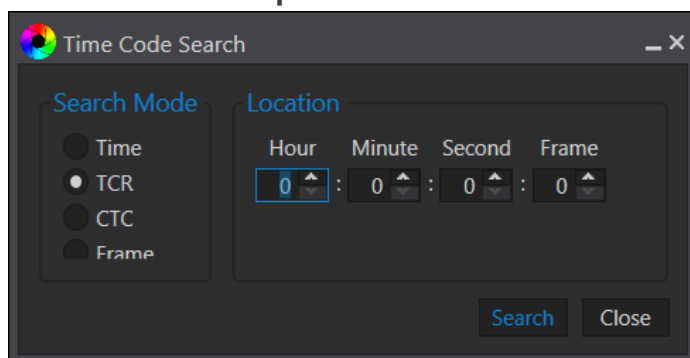 Time Code Search
Search Mode
Time
TCR
CTC
Frame
Location
Hour Minute Second Frame
0 : 0 : 0 : 0
Search Close